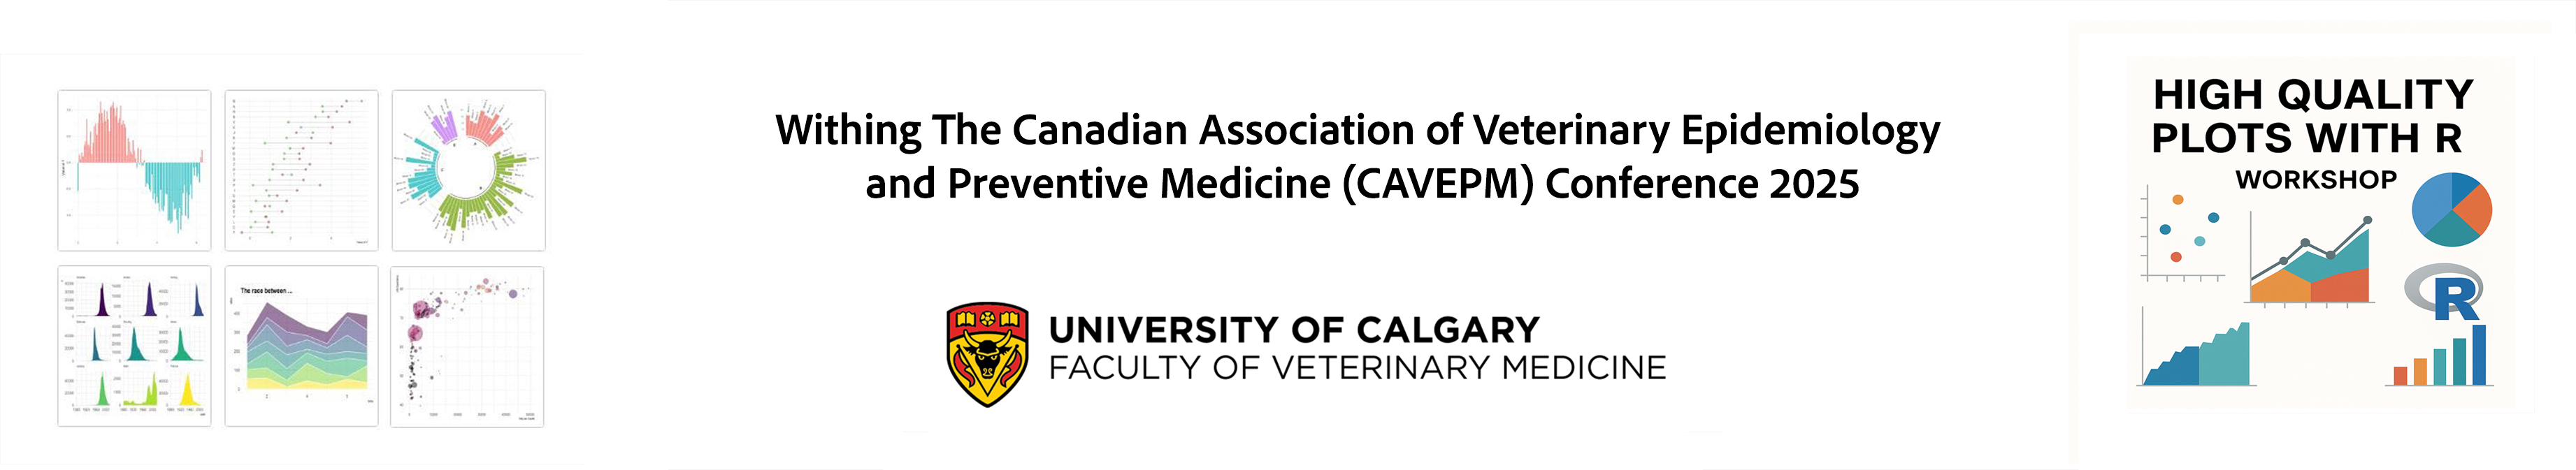 Withing The Canadian Association of Veterinary Epidemiology
and Preventive Medicine (CAVEPM) Conference 2025
UNIVERSITY OF CALGARY
FACULTY OF VETERINARY MEDICINE
HIGH QUALITY
PLOTS WITH R
WORKSHOP
R
The race between ...